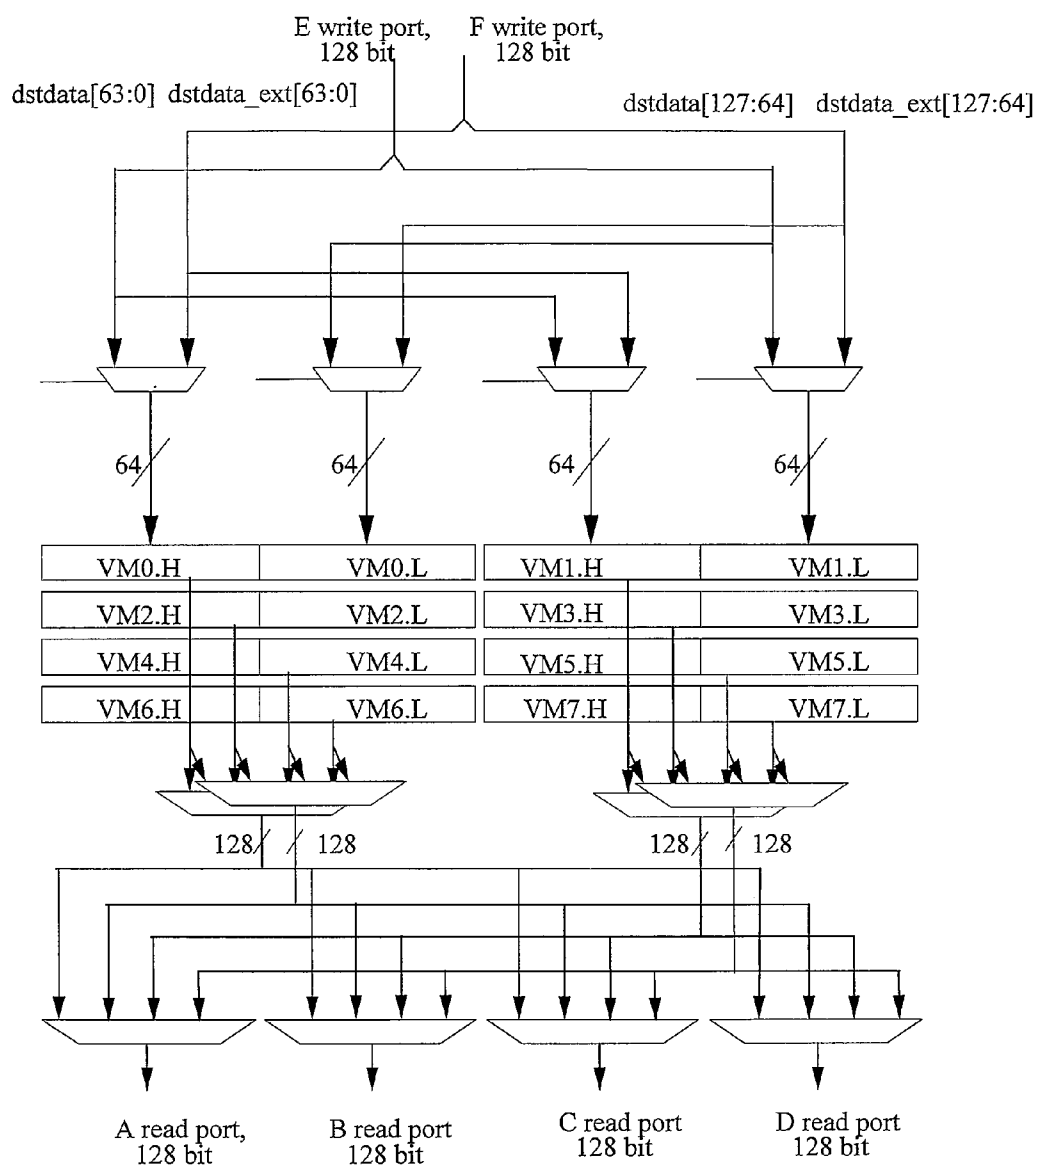 E write port,
128 bit
F write port,
128 bit
dstdata[63:0] dstdata_ext[63:0]
dstdata[127:64] dstdata_ext[127:64]
64 64 64 64
VM0.H VM0.L VM1.H VM1.L
VM2.H VM2.L VM3.H VM3.L
VM4.H VM4.L VM5.H VM5.L
VM6.H VM6.L VM7.H VM7.L
128 128 128 128
A read port,
128 bit
B read port
128 bit
C read port
128 bit
D read port
128 bit